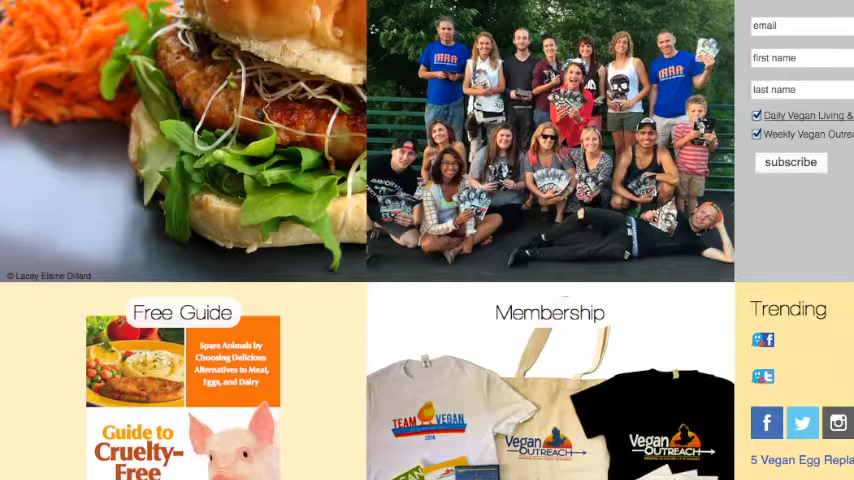 email
first name
last name
Daily Vegan Living &
Weekly Vegan Outrea
subscribe
© Lacey Elaine Dillard
Free Guide
Membership
Trending
Spare Animals by
Choosing Delicious
Alternatives to Meat,
Eggs, and Dairy
Guide to
Cruelty-
Free
TEAM VEGAN
2014
Vegan
OUTREACH
Vegan
OUTREACH
5 Vegan Egg Repla